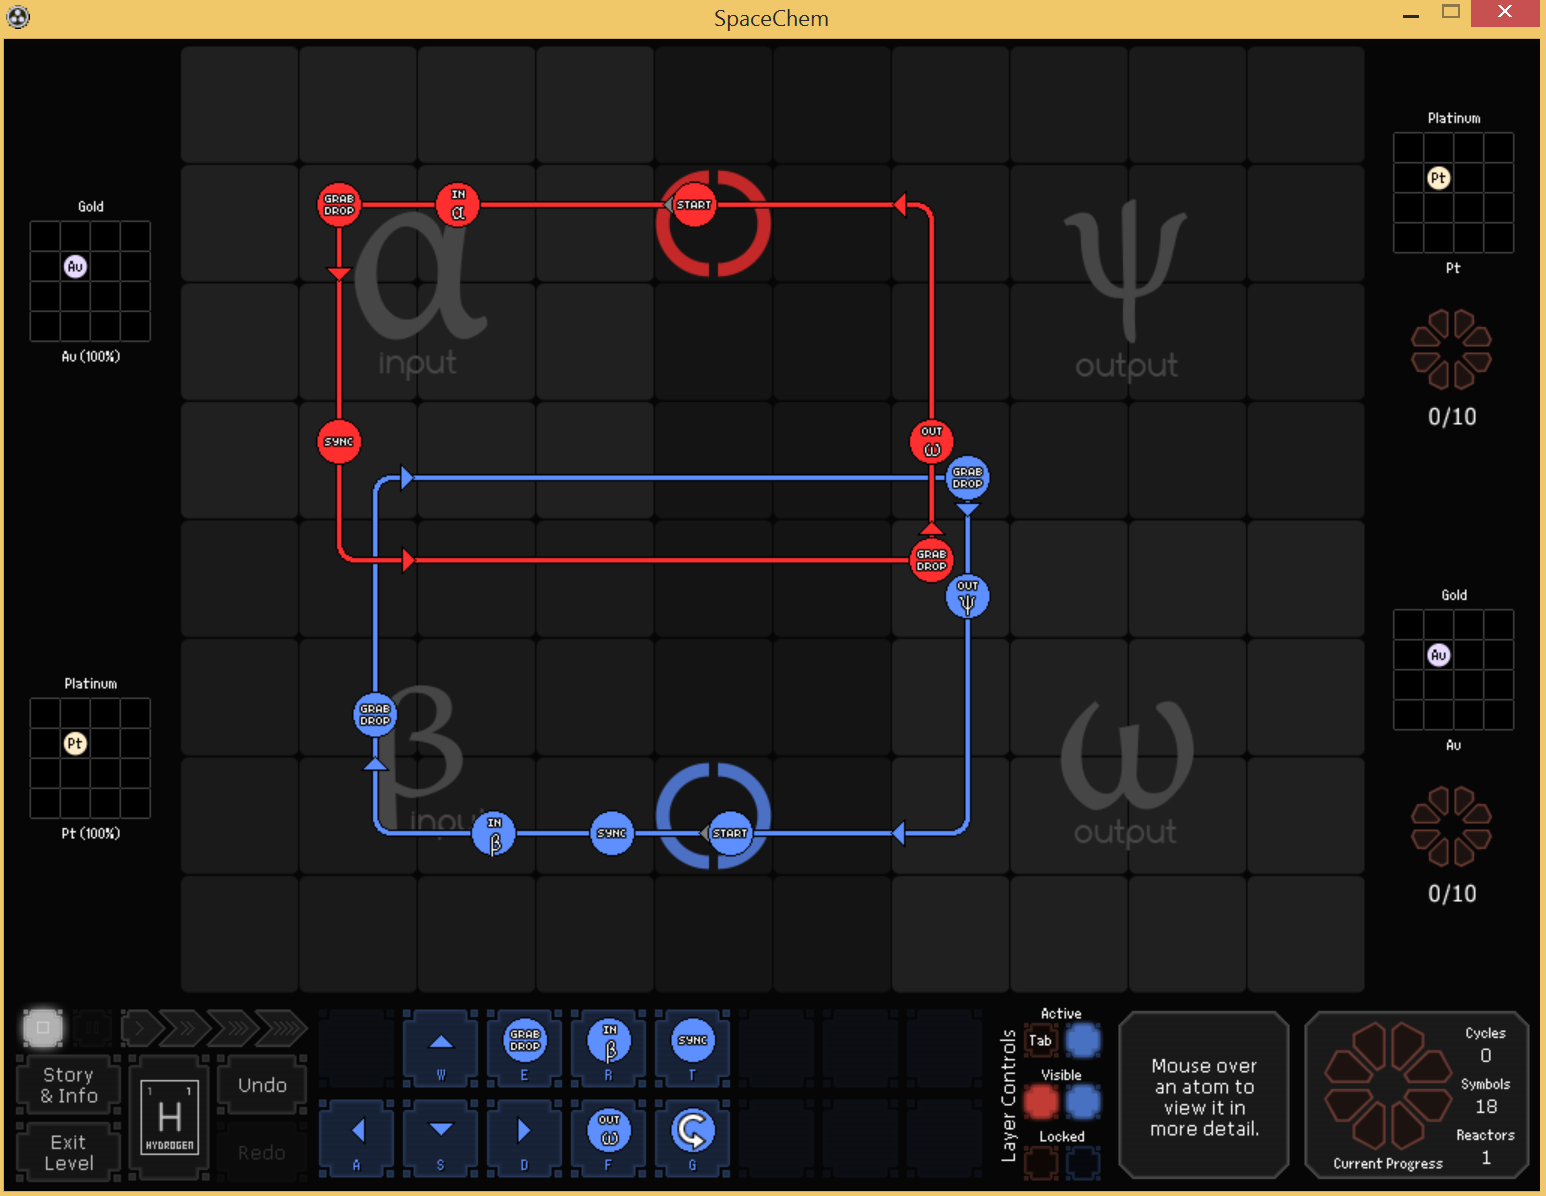 SpaceChem
Gold
Au
Au (100%)
Platinum
Pt
Pt (100%)
GRAB
DROP
IN
α
START
α
input
SYNC
OUT
ω
GRAB
DROP
GRAB
DROP
OUT
ψ
GRAB
DROP
β
input
IN
β
SYNC
START
ψ
output
ω
output
Platinum
Pt
Pt
0/10
Gold
Au
Au
0/10
Story
& Info
Exit
Level
1 1
H
HYDROGEN
Undo
Redo
W
GRAB
DROP
E
IN
β
R
SYNC
T
A
S
D
OUT
ω
F
G
Layer Controls
Active
Tab
Visible
Locked
Mouse over
an atom to
view it in
more detail.
Cycles
0
Symbols
18
Reactors
1
Current Progress